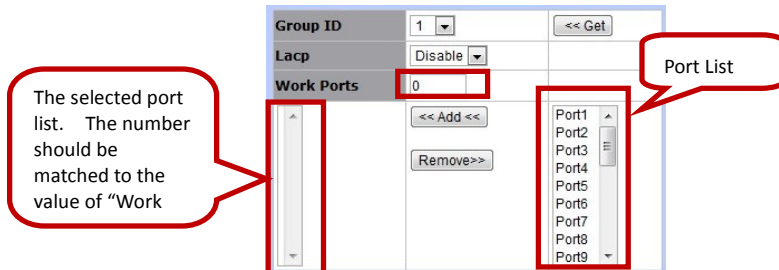 Group ID 1 << Get
Lacp Disable
Work Ports 0
<< Add <<
Remove>>
Port1
Port2
Port3
Port4
Port5
Port6
Port7
Port8
Port9
Port List
The selected port
list. The number
should be
matched to the
value of “Work